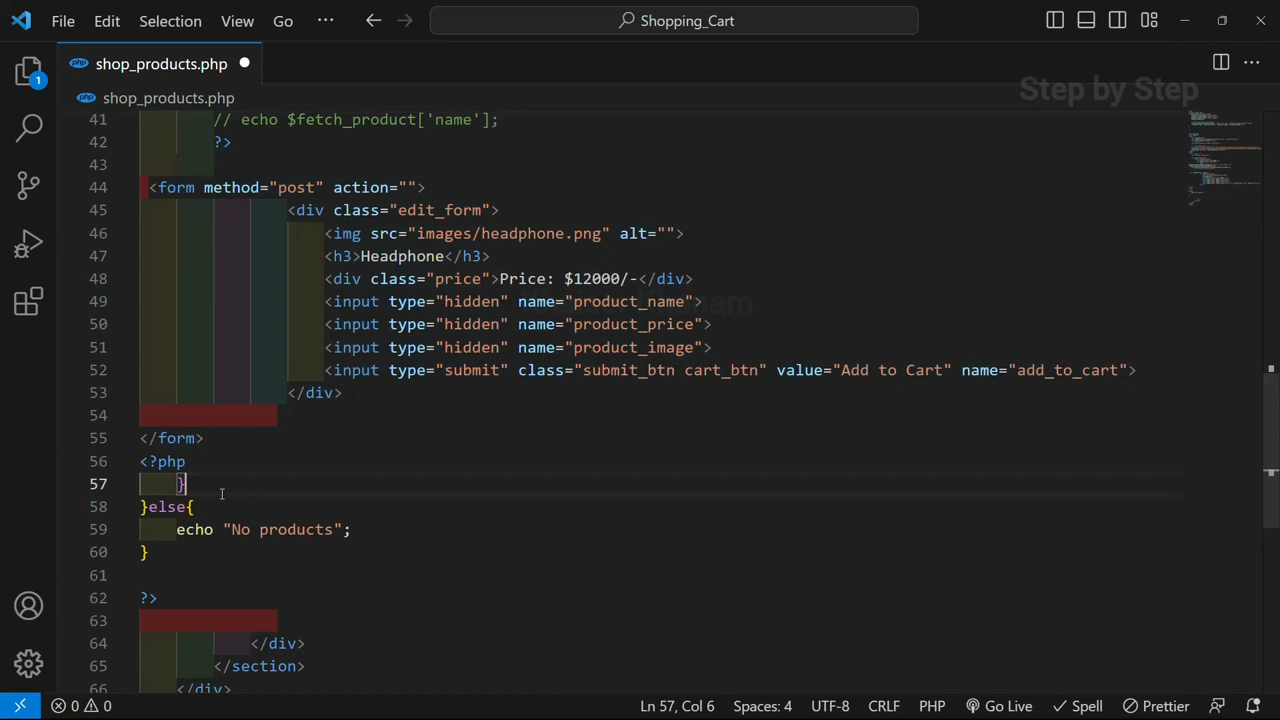 File Edit Selection View Go ··· Shopping_Cart
1
php shop_products.php
Step by Step
php shop_products.php
41 // echo $fetch_product['name'];
42 ?>
43
44 <form method="post" action="">
45 <div class="edit_form">
46 <img src="images/headphone.png" alt="">
47 <h3>Headphone</h3>
48 <div class="price">Price: $12000/-</div>
49 <input type="hidden" name="product_name">
50 <input type="hidden" name="product_price">
51 <input type="hidden" name="product_image">
52 <input type="submit" class="submit_btn cart_btn" value="Add to Cart" name="add_to_cart">
53 </div>
54
55 </form>
56 <?php
57 }
58 }else{
59 echo "No products";
60 }
61
62 ?>
63
64 </div>
65 </section>
66 </div>
0 0 Ln 57, Col 6 Spaces: 4 UTF-8 CRLF PHP Go Live Spell Prettier